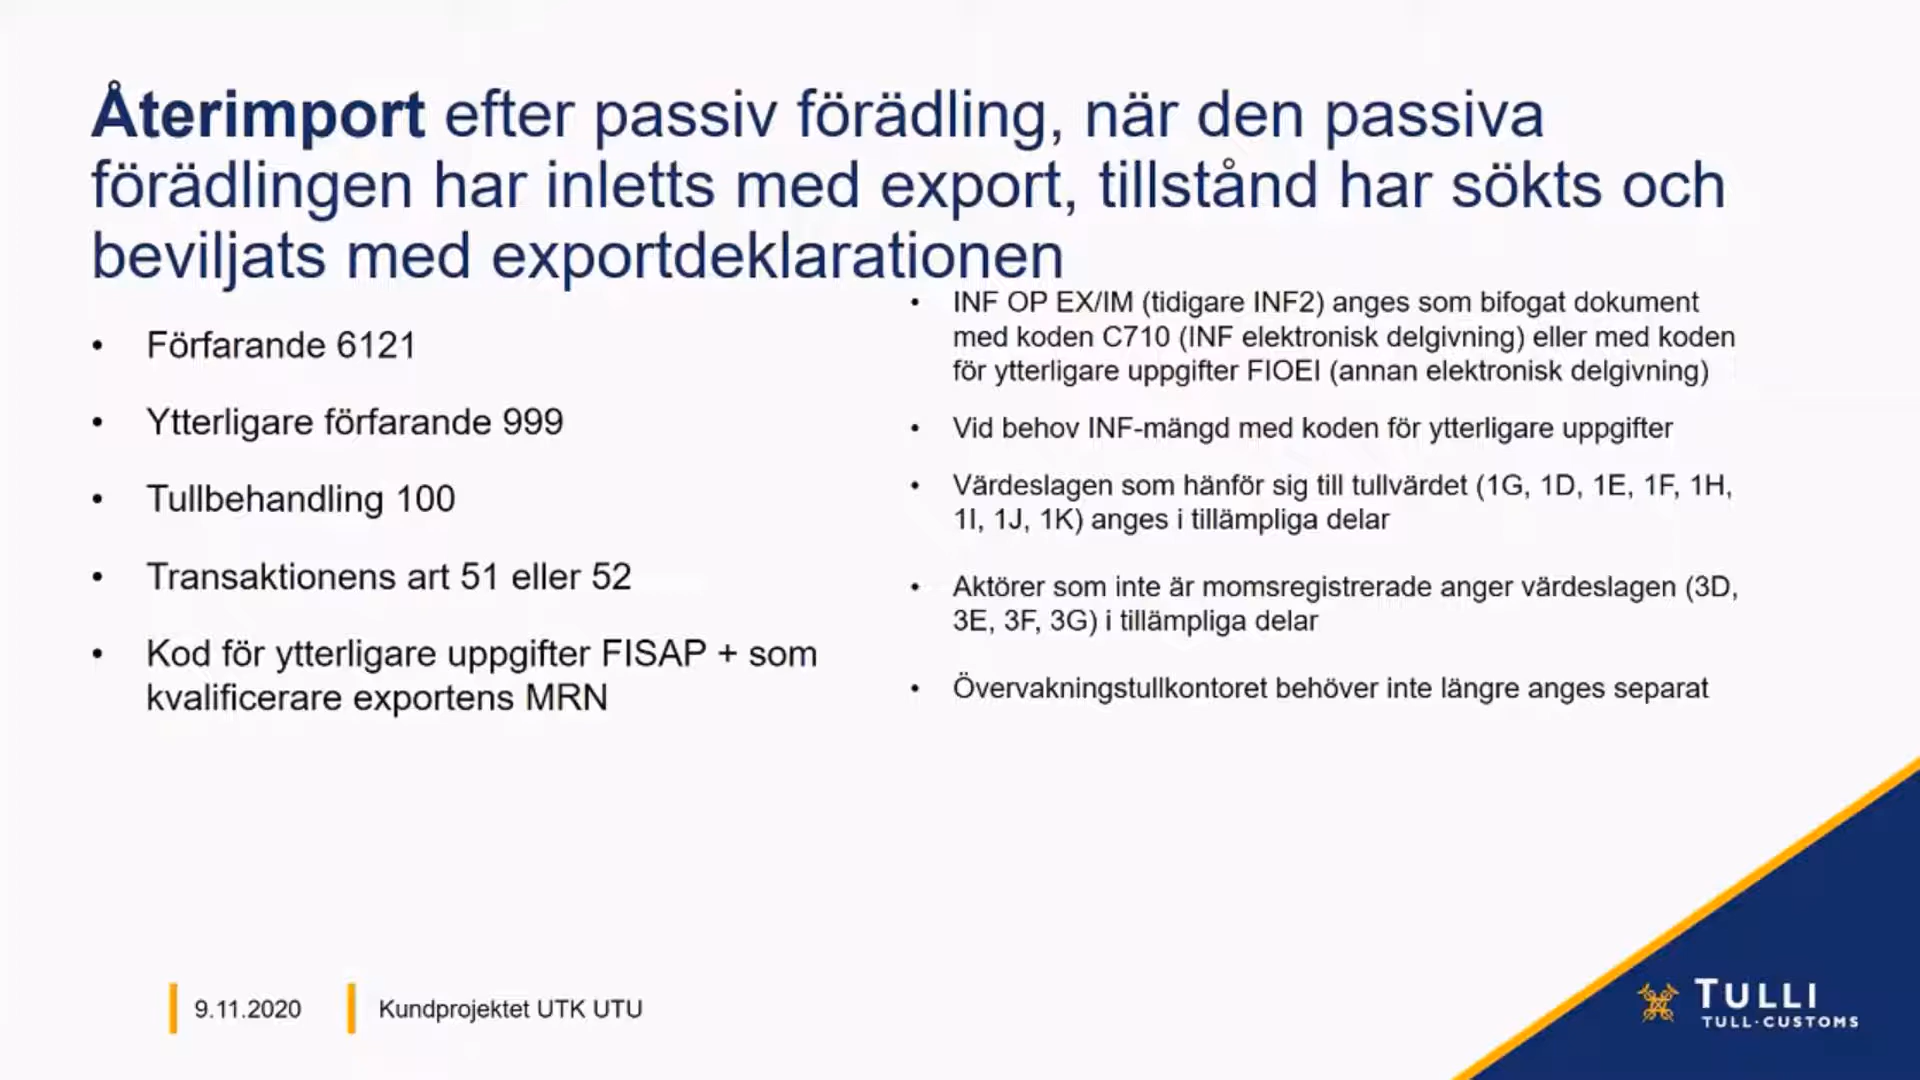 Återimport efter passiv förädling, när den passiva
förädlingen har inletts med export, tillstånd har sökts och
beviljats med exportdeklarationen
• Förfarande 6121
• Ytterligare förfarande 999
• Tullbehandling 100
• Transaktionens art 51 eller 52
• Kod för ytterligare uppgifter FISAP + som
kvalificerare exportens MRN
• INF OP EX/IM (tidigare INF2) anges som bifogat dokument
med koden C710 (INF elektronisk delgivning) eller med koden
för ytterligare uppgifter FIOEI (annan elektronisk delgivning)
• Vid behov INF-mängd med koden för ytterligare uppgifter
• Värdeslagen som hänför sig till tullvärdet (1G, 1D, 1E, 1F, 1H,
1I, 1J, 1K) anges i tillämpliga delar
• Aktörer som inte är momsregistrerade anger värdeslagen (3D,
3E, 3F, 3G) i tillämpliga delar
• Övervakningstullkontoret behöver inte längre anges separat
9.11.2020
Kundprojektet UTK UTU
TULLI
TULL·CUSTOMS